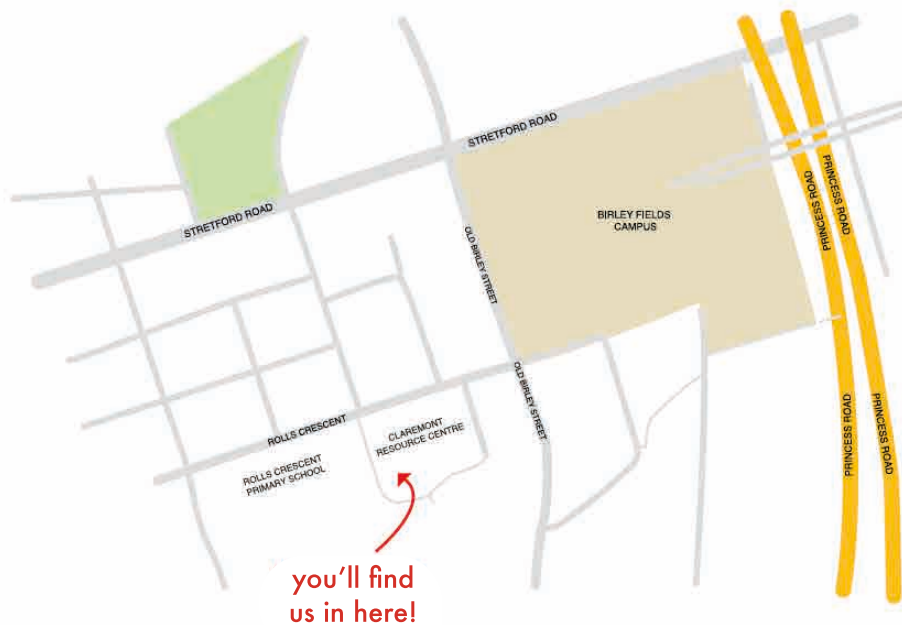 STRETFORD ROAD
PRINCESS ROAD
PRINCESS ROAD
STRETFORD ROAD
BIRLEY FIELDS
CAMPUS
OLD BIRLEY STREET
OLD BIRLEY STREET
PRINCESS ROAD
PRINCESS ROAD
ROLLS CRESCENT
CLAREMONT
RESOURCE CENTRE
ROLLS CRESCENT
PRIMARY SCHOOL
you'll find
us in here!